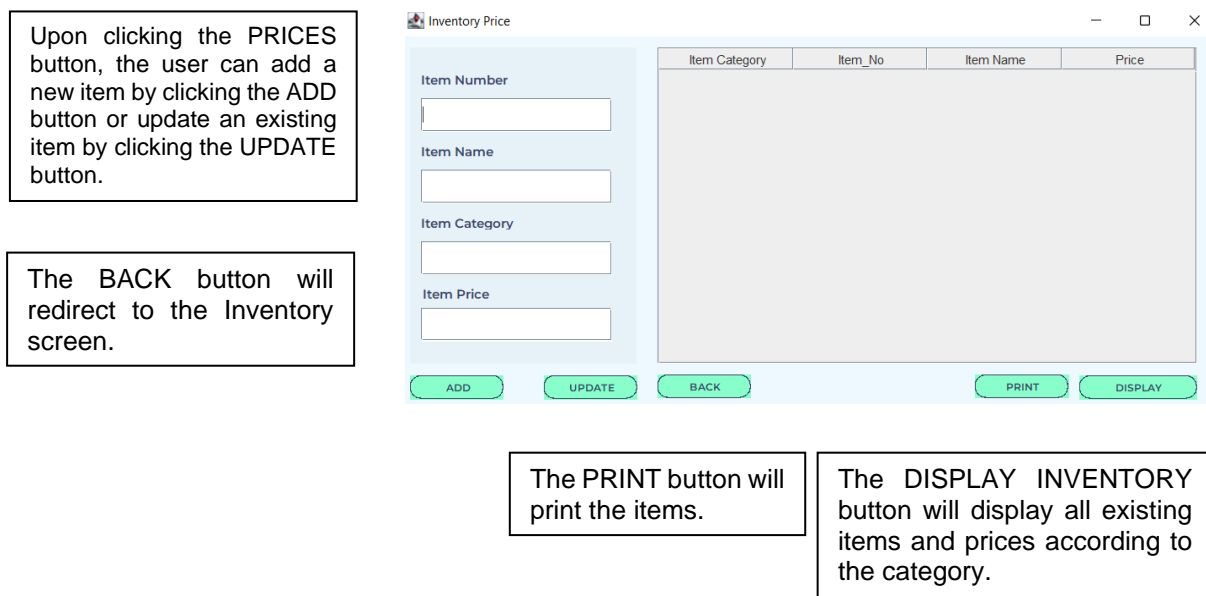 Upon clicking the PRICES
button, the user can add a
new item by clicking the ADD
button or update an existing
item by clicking the UPDATE
button.
The BACK button will
redirect to the Inventory
screen.
Inventory Price
Item Number
Item Name
Item Category
Item Price
Item Category Item_No Item Name Price
ADD UPDATE BACK PRINT DISPLAY
The PRINT button will
print the items.
The DISPLAY INVENTORY
button will display all existing
items and prices according to
the category.